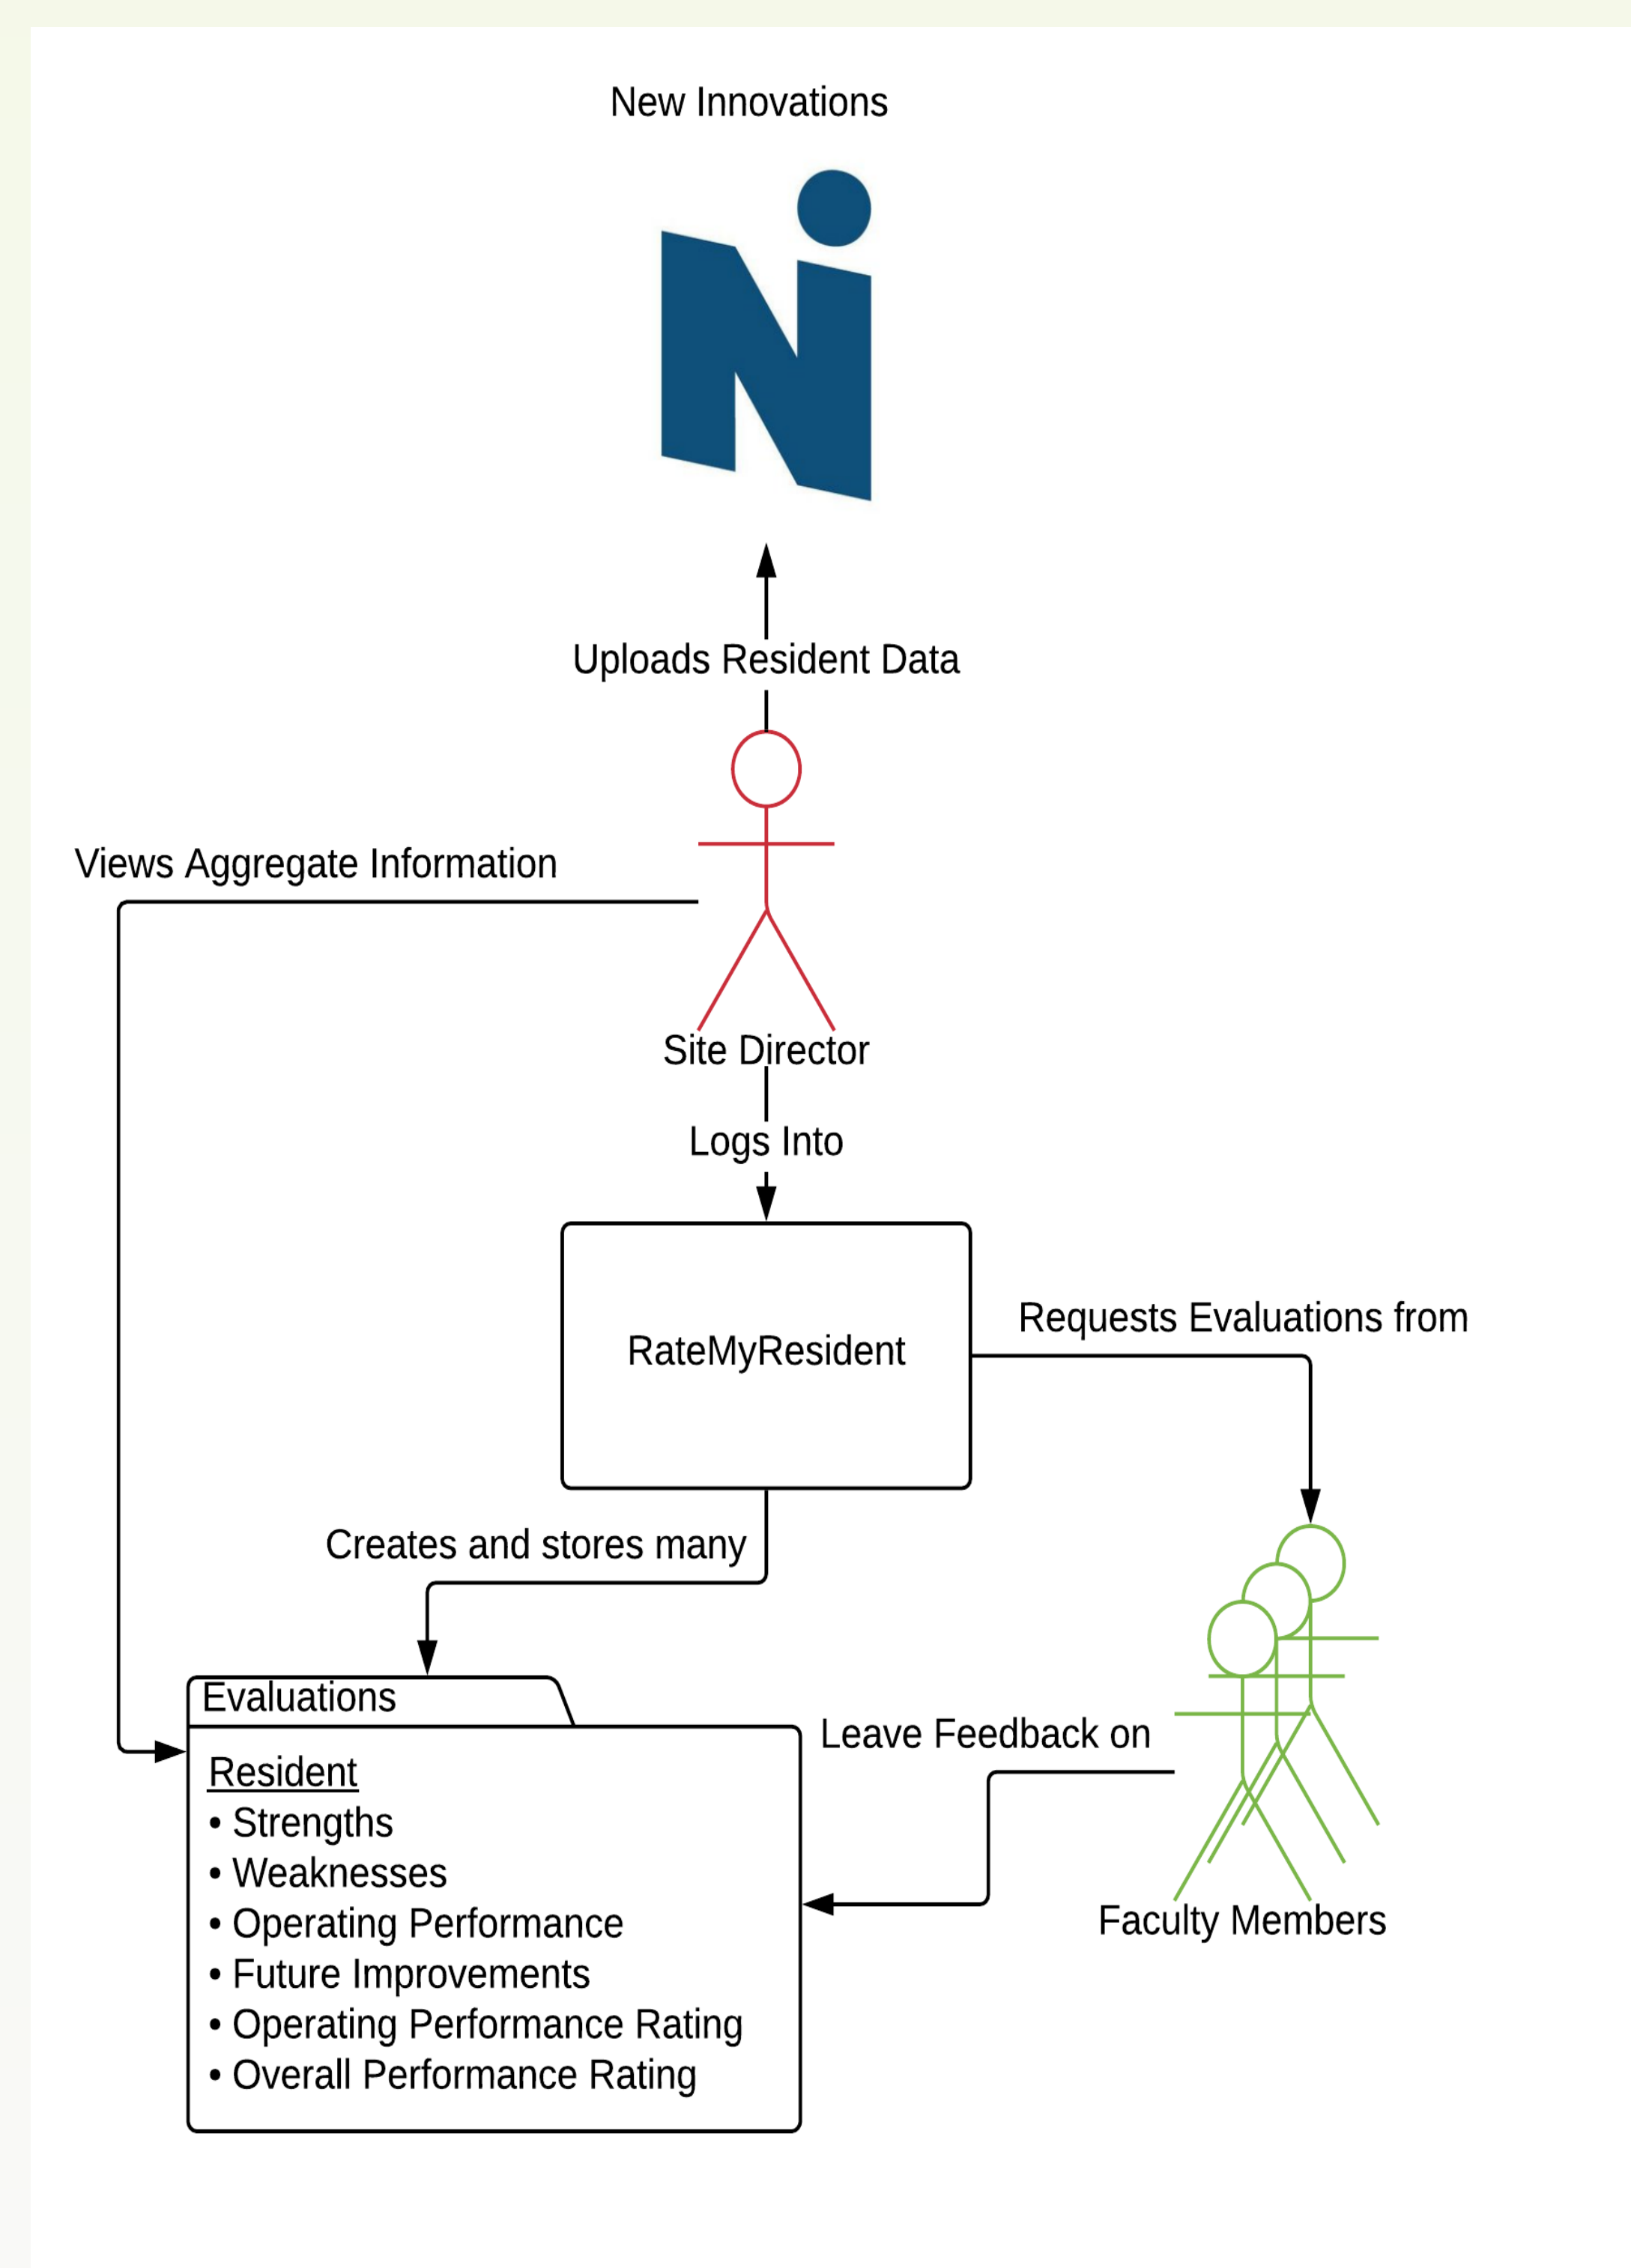 New Innovations
Uploads Resident Data
Views Aggregate Information
Site Director
Logs Into
RateMyResident
Requests Evaluations from
Creates and stores many
Evaluations
Resident
• Strengths
• Weaknesses
• Operating Performance
• Future Improvements
• Operating Performance Rating
• Overall Performance Rating
Leave Feedback on
Faculty Members